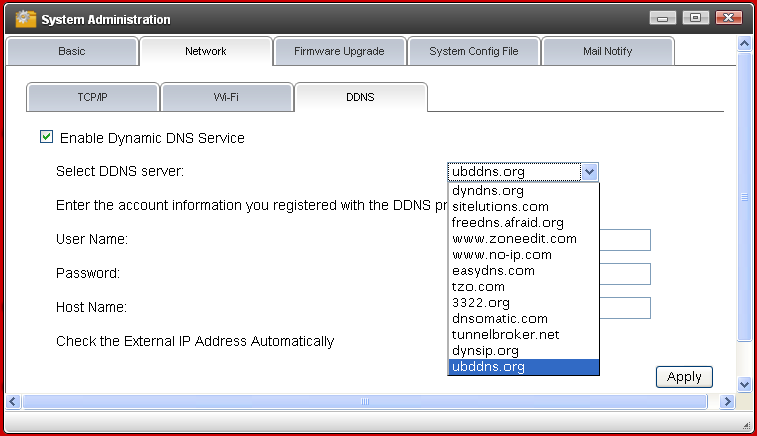 System Administration
Basic Network Firmware Upgrade System Config File Mail Notify
TCP/IP Wi-Fi DDNS
Enable Dynamic DNS Service
Select DDNS server: ubddns.org
dyndns.org
sitelutions.com
Enter the account information you registered with the DDNS pr
freedns.afraid.org
User Name: www.zoneedit.com
www.no-ip.com
Password: easydns.com
tzo.com
Host Name: 3322.org
dnsomatic.com
Check the External IP Address Automatically tunnelbroker.net
dynsip.org
ubddns.org
Apply